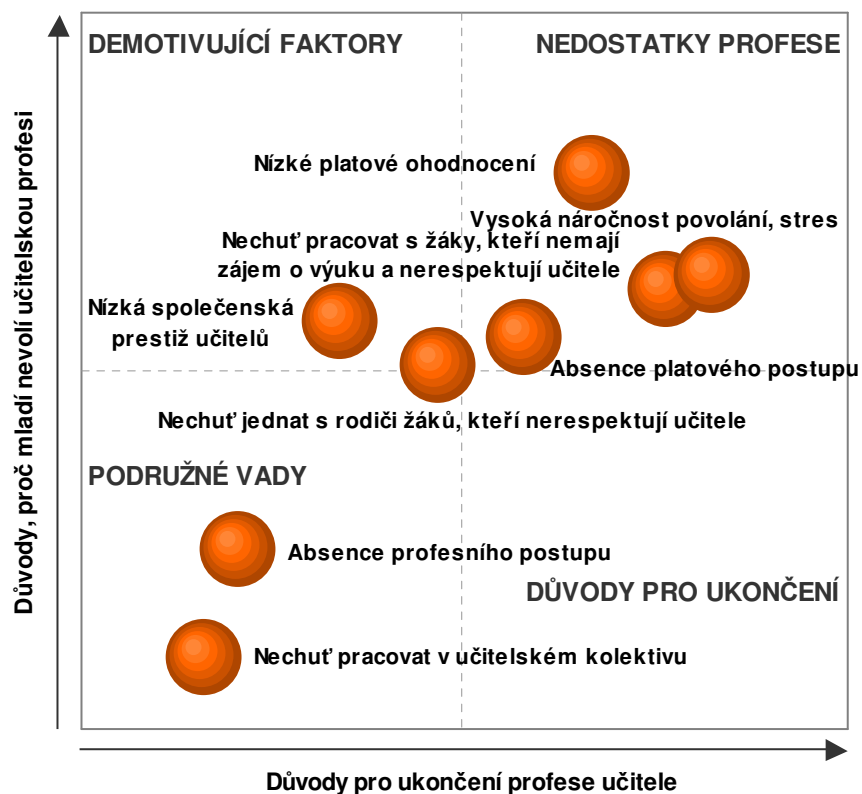 DEMOTIVUJÍCÍ FAKTORY
NEDOSTATKY PROFESE
Nízké platové ohodnocení
Vysoká náročnost povolání, stres
Nechuť pracovat s žáky, kteří nemají
zájem o výuku a nerespektují učitele
Nízká společenská
prestiž učitelů
Absence platového postupu
Nechuť jednat s rodiči žáků, kteří nerespektují učitele
PODRUŽNÉ VADY
Absence profesního postupu
DŮVODY PRO UKONČENÍ
Nechuť pracovat v učitelském kolektivu
Důvody, proč mladí nevolí učitelskou profesi
Důvody pro ukončení profese učitele